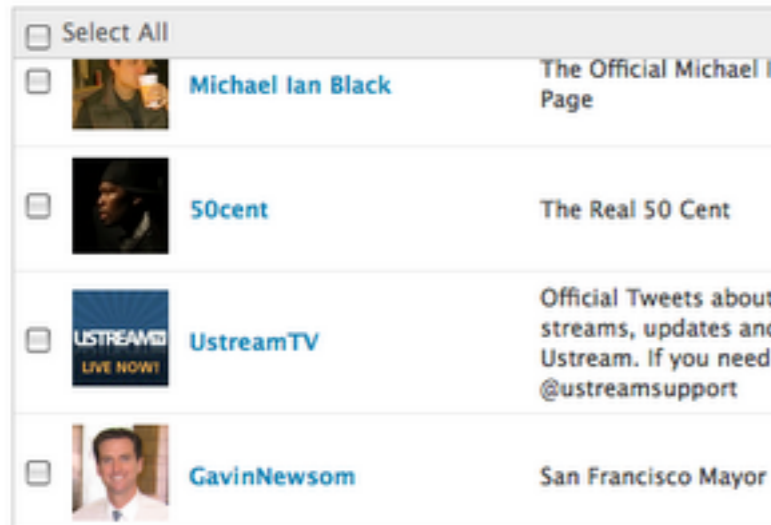 Select All
Michael Ian Black
The Official Michael I
Page
50cent
The Real 50 Cent
USTREAM
LIVE NOW!
UstreamTV
Official Tweets about
streams, updates and
Ustream. If you need
@ustreamsupport
GavinNewsom
San Francisco Mayor